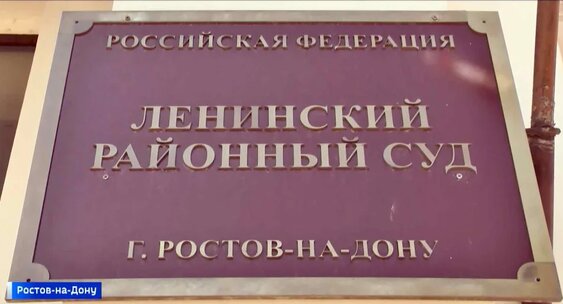 РОССИЙСКАЯ ФЕДЕРАЦИЯ
ЛЕНИНСКИЙ
РАЙОННЫЙ СУД
Г. РОСТОВ-НА-ДОНУ
Ростов-на-Дону